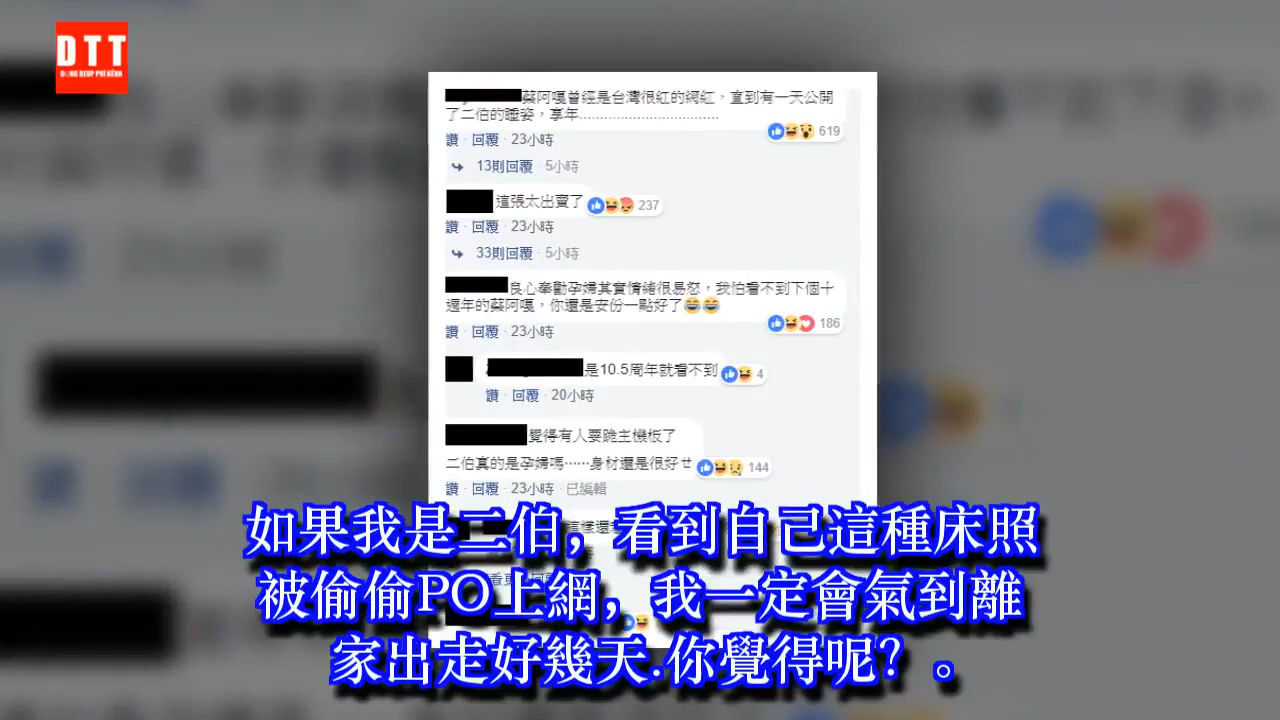 DTT
蔡阿嘎曾經是台灣很紅的網紅，直到有一天公開
了二伯的睡姿，享年................................
619
讚 · 回覆 · 23小時
13則回覆 · 5小時
這張太出賣了
237
讚 · 回覆 · 23小時
33則回覆 · 5小時
良心奉勸孕婦其實情緒很易怒，我怕看不到下個十
週年的蔡阿嘎，你還是安份一點好了😂😂
186
讚 · 回覆 · 23小時
是10.5周年就看不到
4
讚 · 回覆 · 20小時
覺得有人要跪主機板了
二伯真的是孕婦嗎⋯⋯身材還是很好ㄝ
144
讚 · 回覆 · 23小時 · 已編輯
如果我是二伯，看到自己這種床照
被偷偷PO上網，我一定會氣到離
家出走好幾天.你覺得呢？。